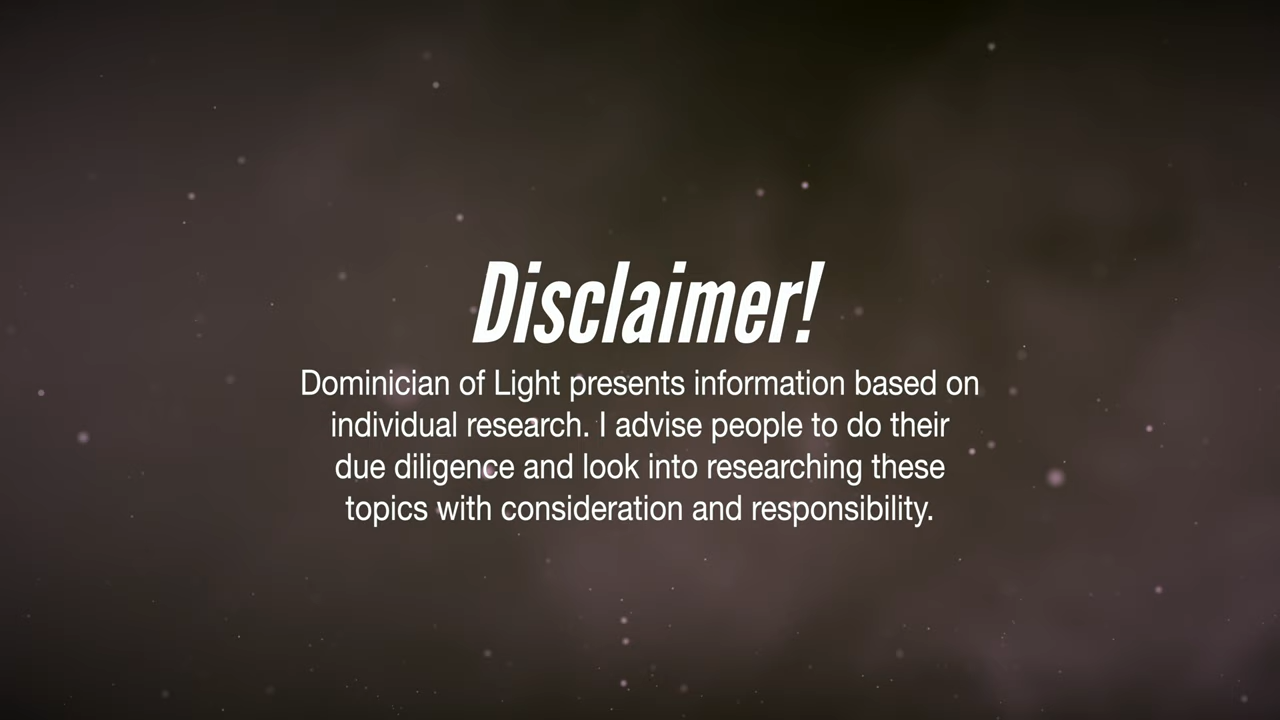 Disclaimer!
Dominician of Light presents information based on
individual research. I advise people to do their
due diligence and look into researching these
topics with consideration and responsibility.